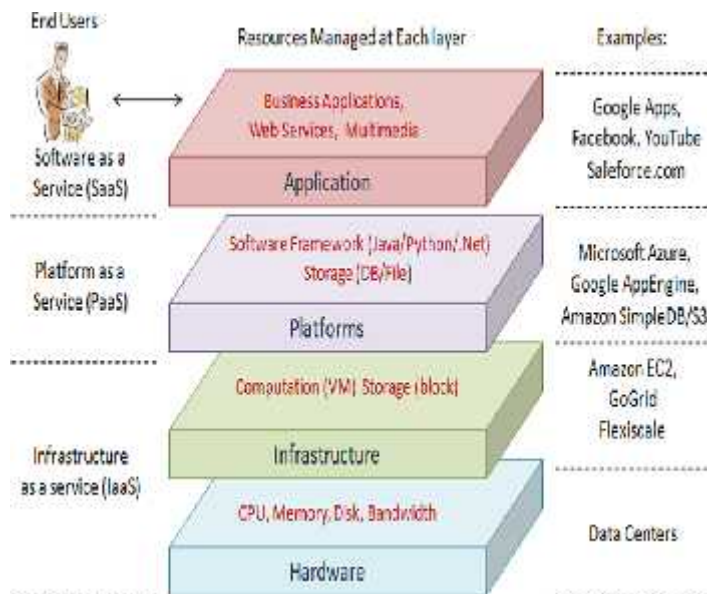 End Users
Resources Managed at Each layer
Examples:
Business Applications,
Web Services, Multimedia
Application
Software as a
Service (SaaS)
Google Apps,
Facebook, YouTube
Saleforce.com
Software Framework (Java/Python/.Net)
Storage (DB/File)
Platforms
Platform as a
Service (PaaS)
Microsoft Azure,
Google AppEngine,
Amazon SimpleDB/S3
Computation (VM) Storage (block)
Infrastructure
Amazon EC2,
GoGrid
Flexiscale
Infrastructure
as a service (IaaS)
CPU, Memory, Disk, Bandwidth
Hardware
Data Centers